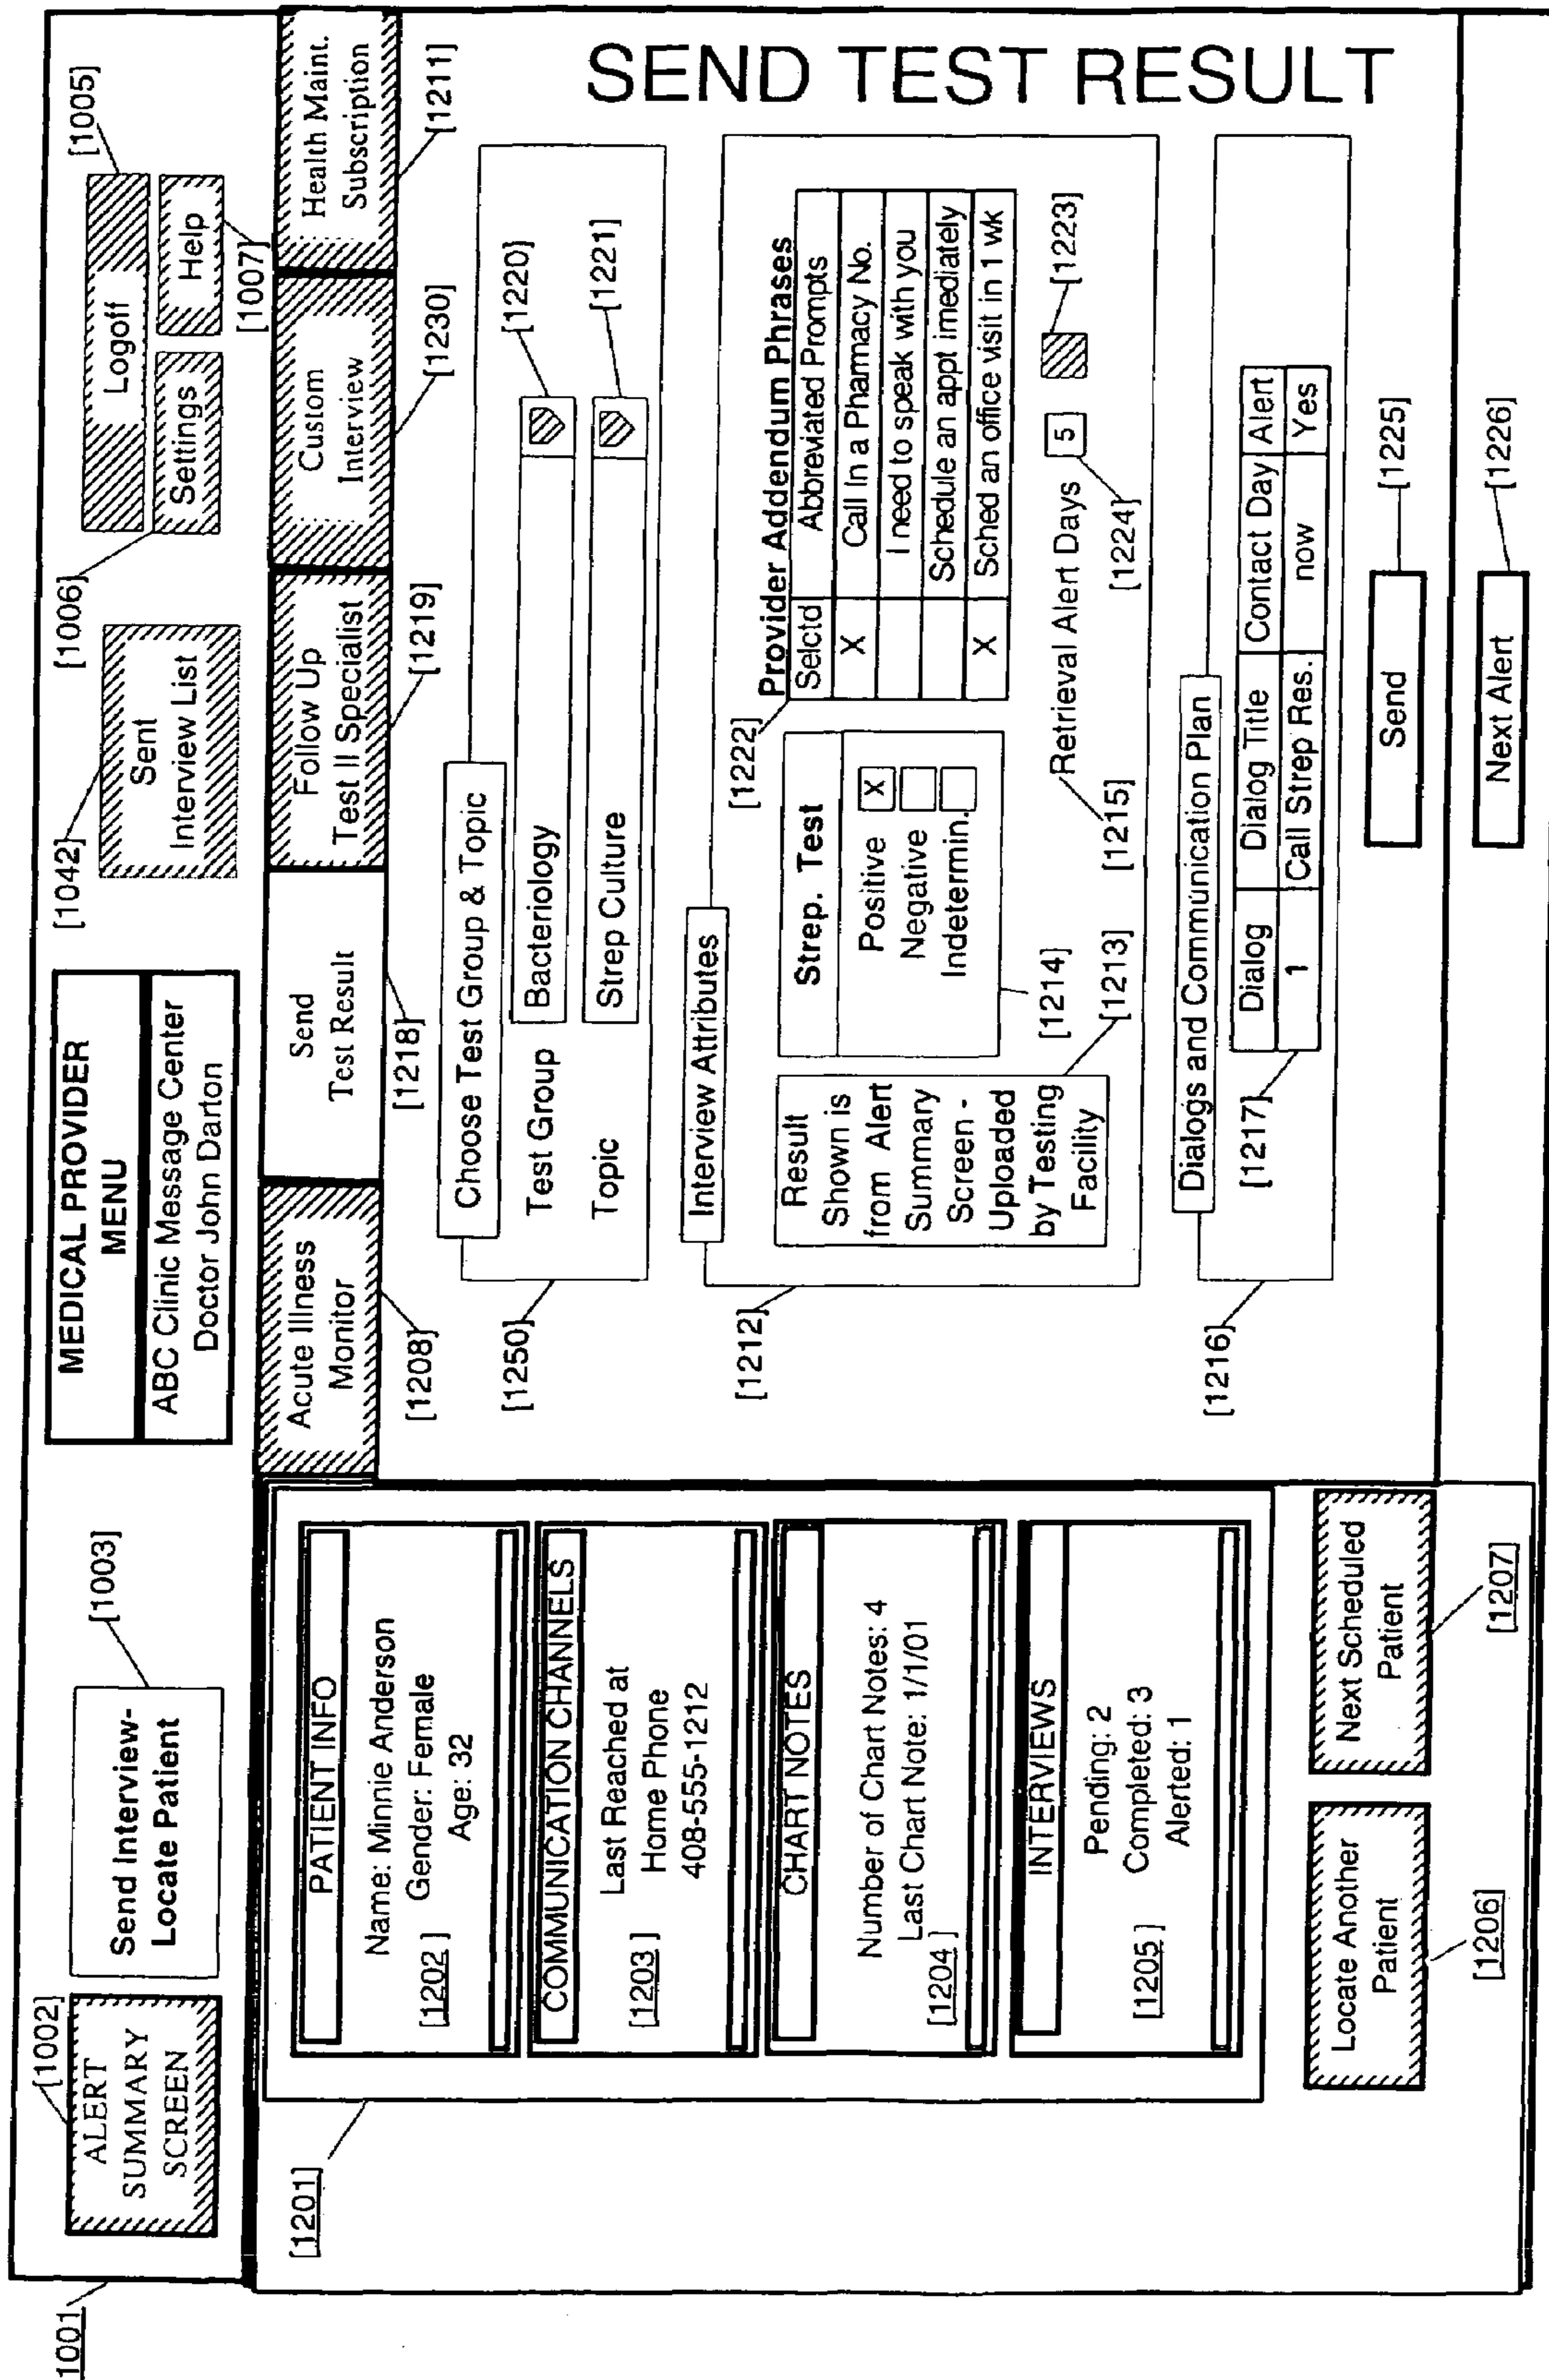 1001
[1002]
ALERT
SUMMARY
SCREEN
Send Interview-
Locate Patient
[1003]
MEDICAL PROVIDER
MENU
ABC Clinic Message Center
Doctor John Darton
[1042]
Sent
Interview List
[1006]
Logoff
Settings
Help
[1005]
[1007]
Acute Illness
Monitor
[1208]
Send
Test Result
[1218]
Follow Up
Test II Specialist
[1219]
Custom
Interview
[1230]
Health Maint.
Subscription
[1211]
[1201]
PATIENT INFO
Name: Minnie Anderson
Gender: Female
Age: 32
[1202]
COMMUNICATION CHANNELS
Last Reached at
Home Phone
408-555-1212
[1203]
CHART NOTES
Number of Chart Notes: 4
Last Chart Note: 1/1/01
[1204]
INTERVIEWS
Pending: 2
Completed: 3
Alerted: 1
[1205]
Locate Another
Patient
[1206]
Next Scheduled
Patient
[1207]
[1250]
Choose Test Group & Topic
Test Group Bacteriology
[1220]
Topic Strep Culture
[1221]
[1212]
Interview Attributes
Result
Shown is
from Alert
Summary
Screen -
Uploaded
by Testing
Facility
[1213]
Strep. Test
Positive X
Negative
Indetermin.
[1214]
[1222]
Provider Addendum Phrases
Selctd Abbreviated Prompts
X Call In a Pharmacy No.
I need to speak with you
Schedule an appt imediately
X Sched an office visit in 1 wk
Retrieval Alert Days 5
[1215]
[1224]
[1223]
[1216]
Dialogs and Communication Plan
Dialog Dialog Title Contact Day Alert
1 Call Strep Res. now Yes
[1217]
Send
[1225]
Next Alert
[1226]
SEND TEST RESULT